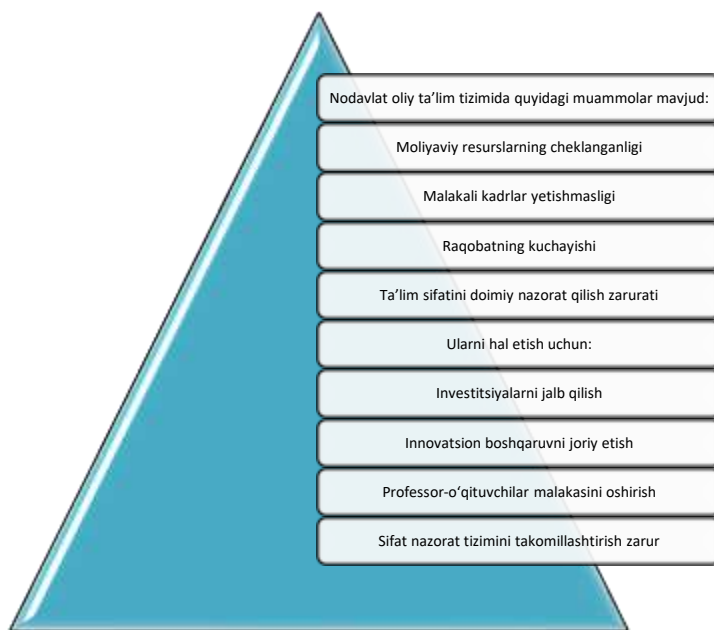 Nodavlat oliy ta’lim tizimida quyidagi muammolar mavjud:
Moliyaviy resurslarning cheklanganligi
Malakali kadrlar yetishmasligi
Raqobatning kuchayishi
Ta’lim sifatini doimiy nazorat qilish zarurati
Ularni hal etish uchun:
Investitsiyalarni jalb qilish
Innovatsion boshqaruvni joriy etish
Professor-o‘qituvchilar malakasini oshirish
Sifat nazorat tizimini takomillashtirish zarur